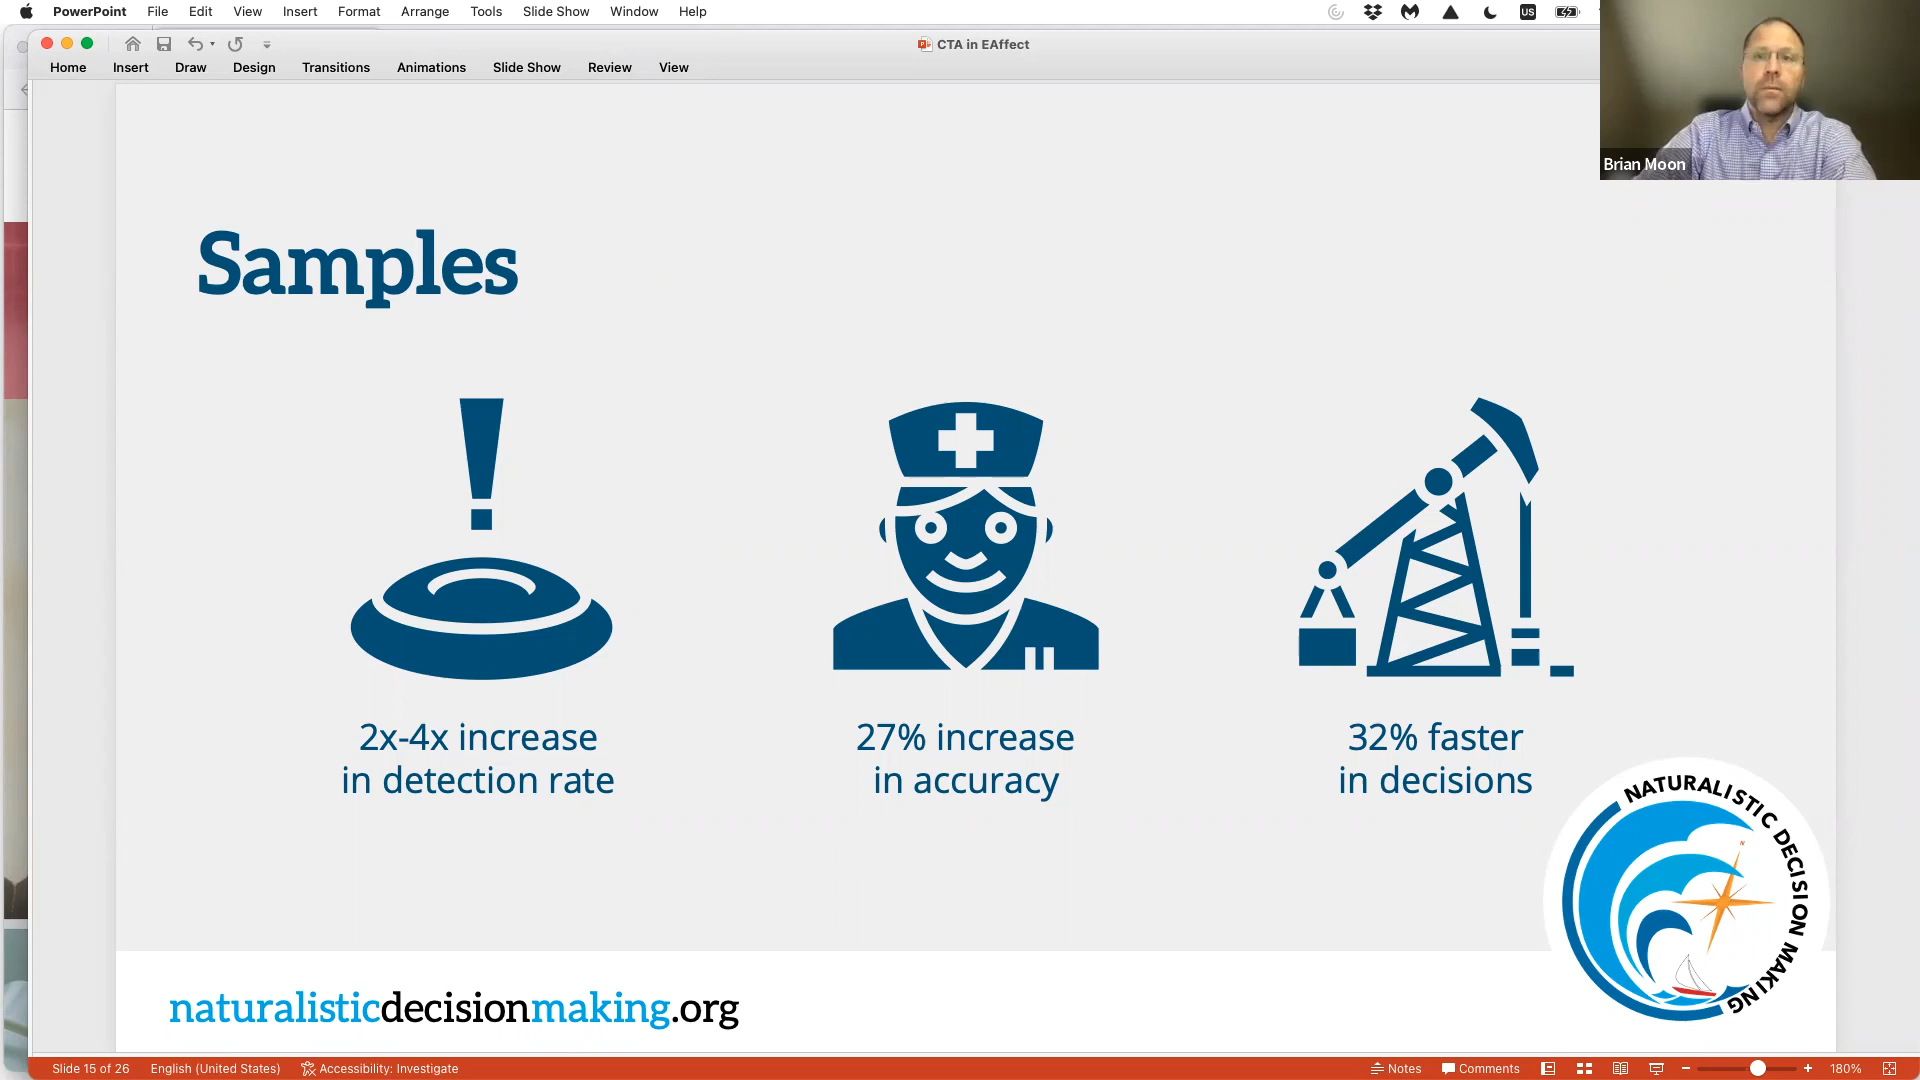 PowerPoint File Edit View Insert Format Arrange Tools Slide Show Window Help
US
CTA in EAffect
Home Insert Draw Design Transitions Animations Slide Show Review View
Brian Moon
Samples
!
2x-4x increase
in detection rate
27% increase
in accuracy
32% faster
in decisions
NATURALISTIC DECISION MAKING
N
naturalisticdecisionmaking.org
Slide 15 of 26 English (United States) Accessibility: Investigate Notes Comments 180%